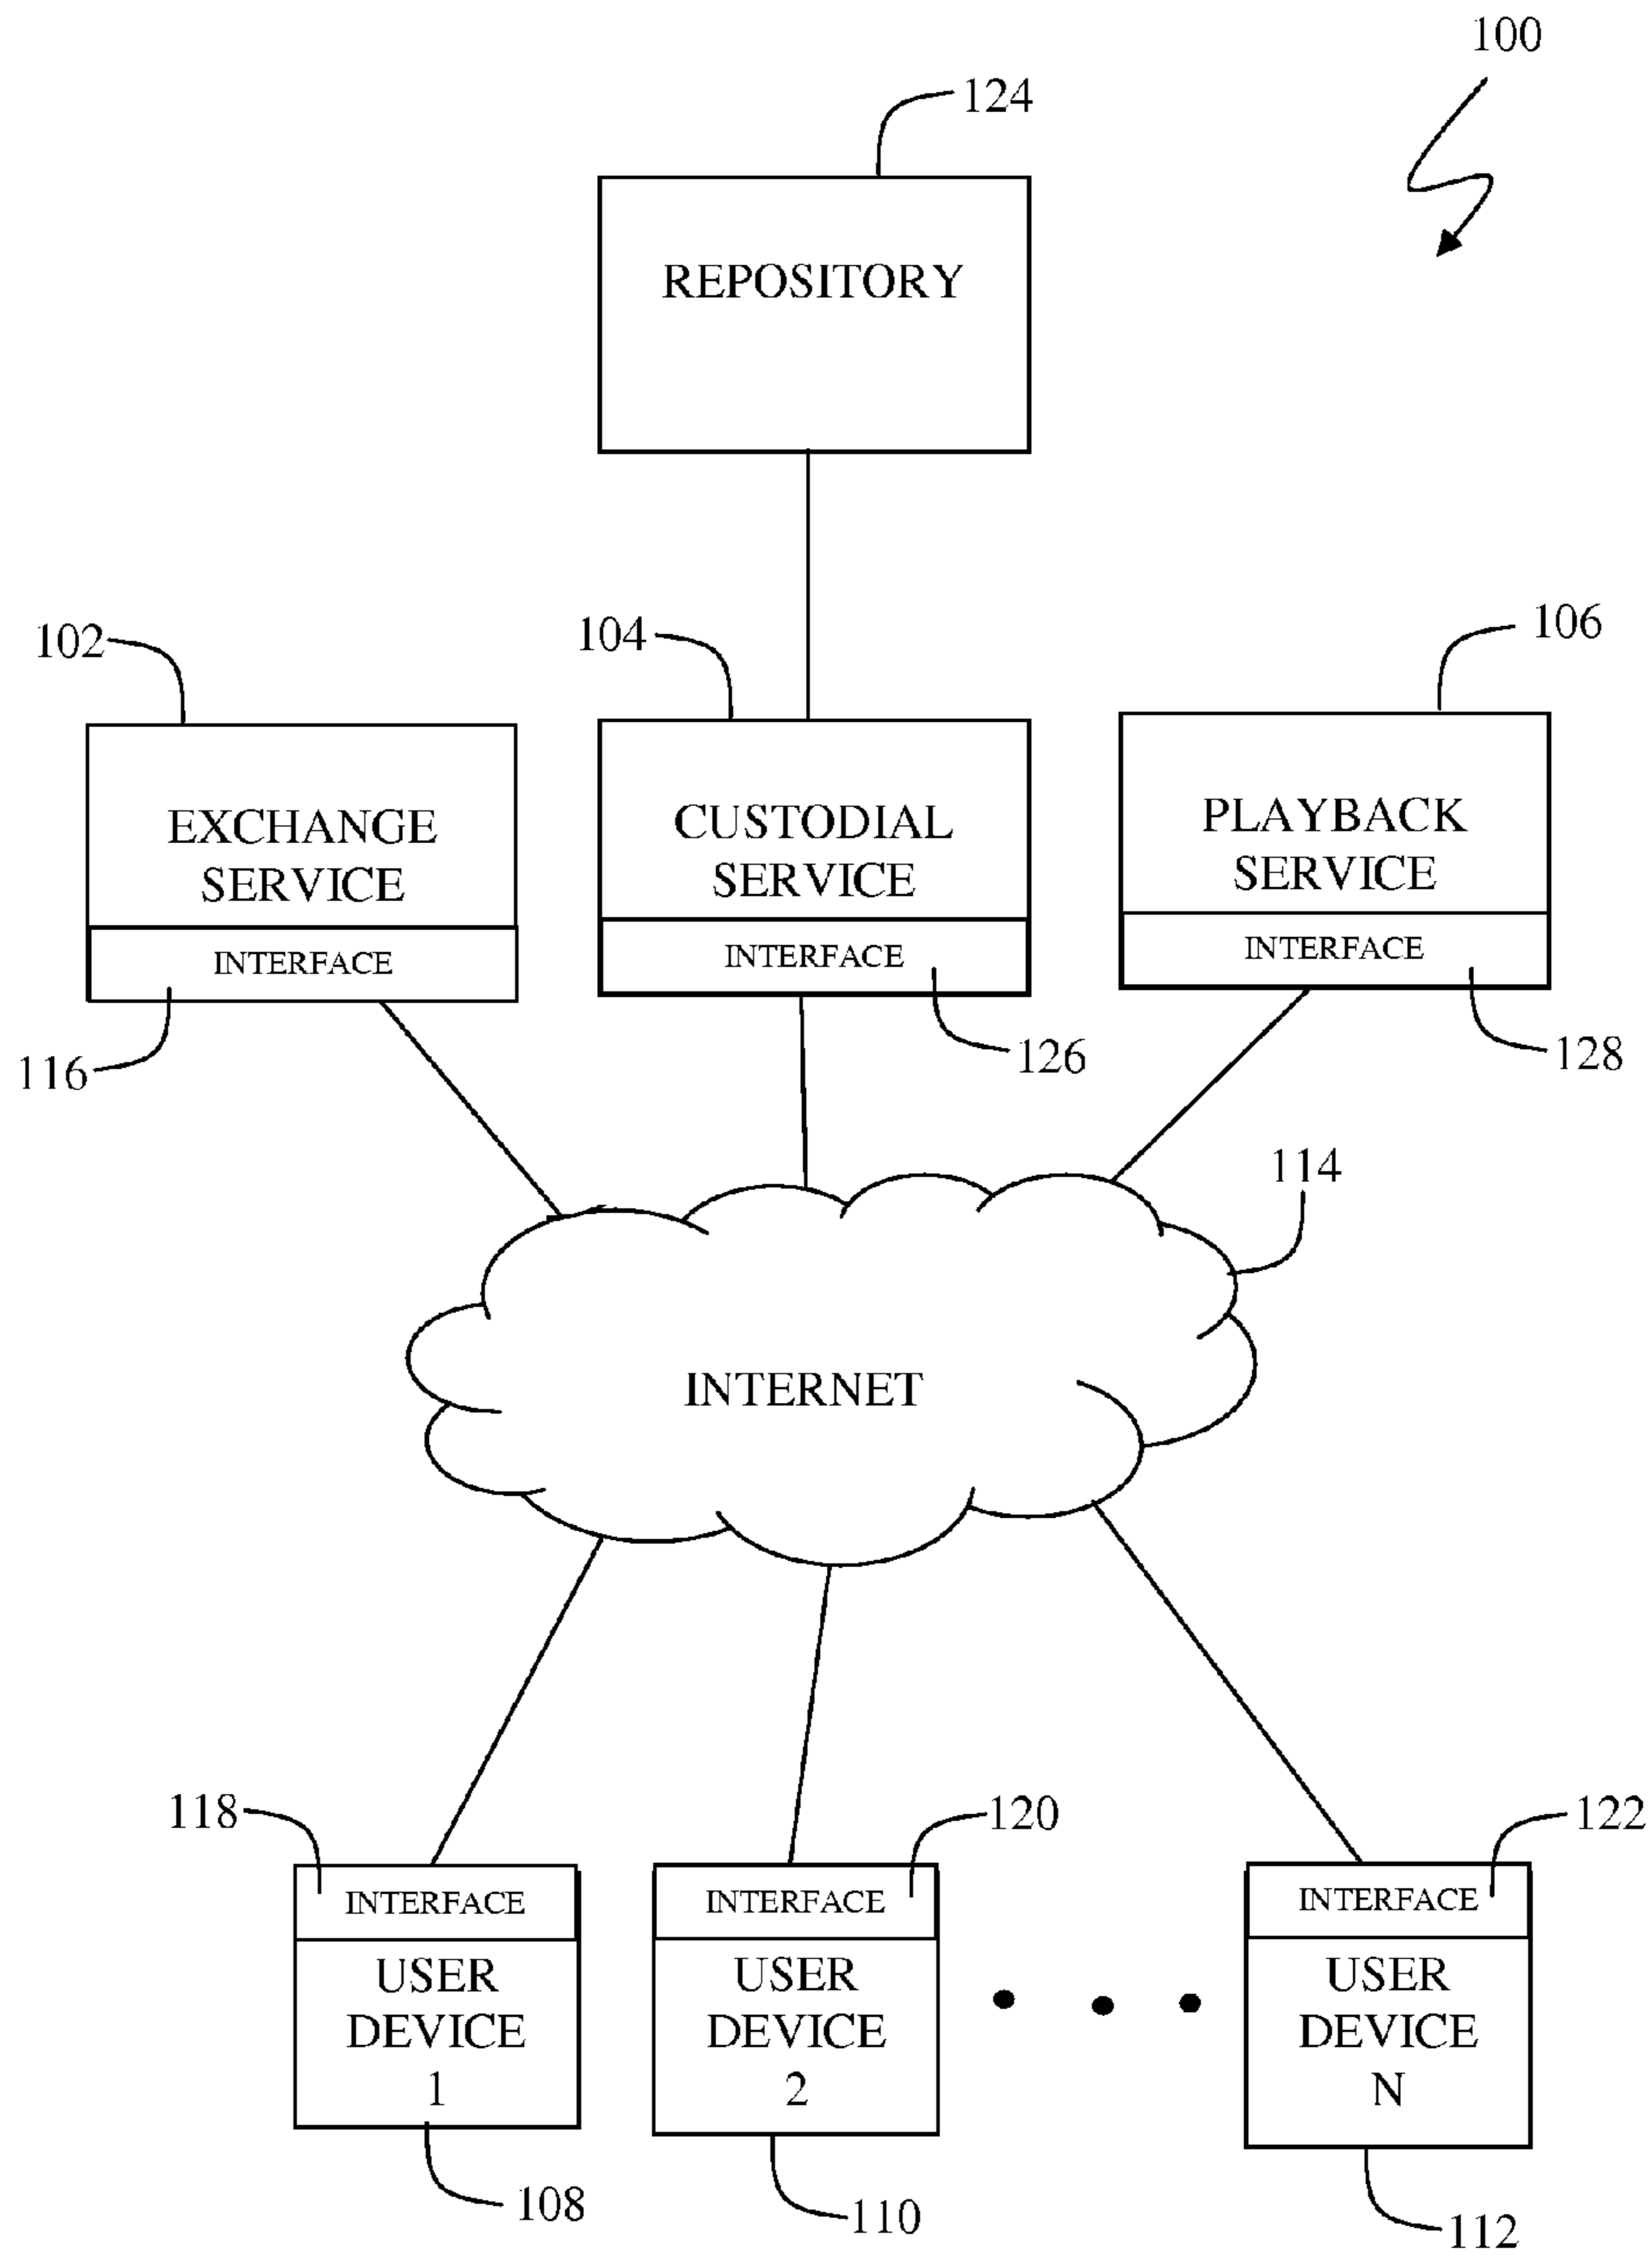 100
124
REPOSITORY
102
104
106
EXCHANGE
SERVICE
INTERFACE
CUSTODIAL
SERVICE
INTERFACE
PLAYBACK
SERVICE
INTERFACE
116
126
128
114
INTERNET
118
120
122
INTERFACE
USER
DEVICE
1
INTERFACE
USER
DEVICE
2
INTERFACE
USER
DEVICE
N
108
110
112